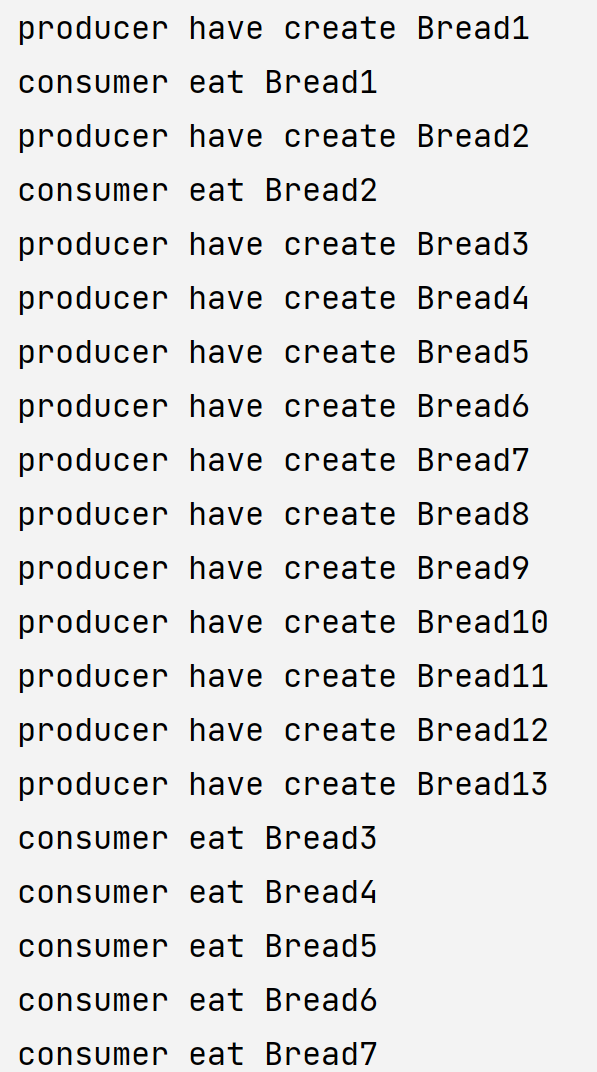 producer have create Bread1
consumer eat Bread1
producer have create Bread2
consumer eat Bread2
producer have create Bread3
producer have create Bread4
producer have create Bread5
producer have create Bread6
producer have create Bread7
producer have create Bread8
producer have create Bread9
producer have create Bread10
producer have create Bread11
producer have create Bread12
producer have create Bread13
consumer eat Bread3
consumer eat Bread4
consumer eat Bread5
consumer eat Bread6
consumer eat Bread7